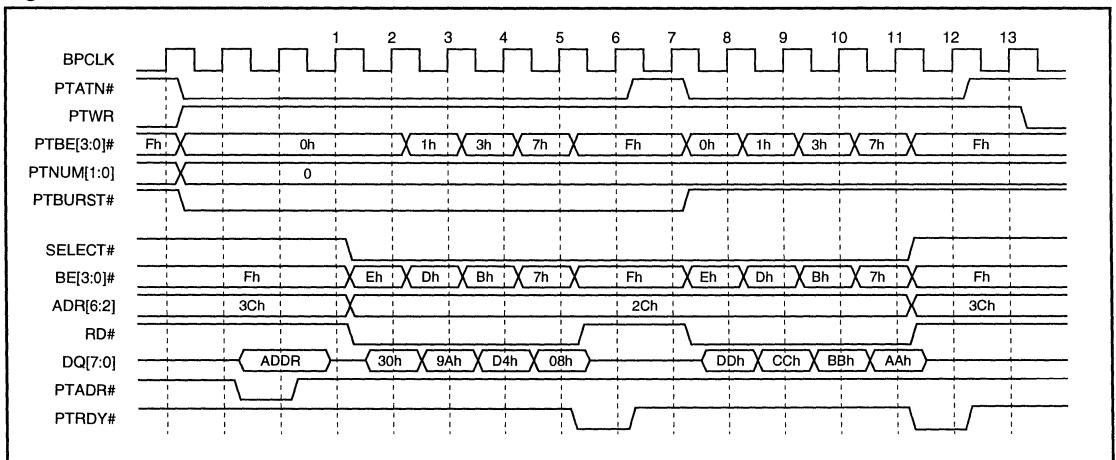 1 2 3 4 5 6 7 8 9 10 11 12 13
BPCLK
PTATN#
PTWR
PTBE[3:0]# Fh 0h 1h 3h 7h Fh 0h 1h 3h 7h Fh
PTNUM[1:0] 0
PTBURST#
SELECT#
BE[3:0]# Fh Eh Dh Bh 7h Fh Eh Dh Bh 7h Fh
ADR[6:2] 3Ch 2Ch 3Ch
RD#
DQ[7:0] ADDR 30h 9Ah D4h 08h DDh CCh BBh AAh
PTADR#
PTRDY#